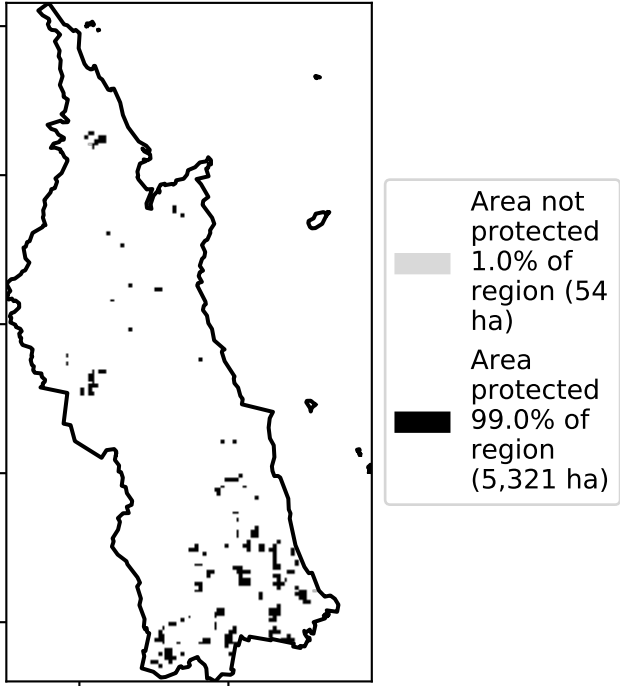 Area not
protected
1.0% of
region (54
ha)
Area
protected
99.0% of
region
(5,321 ha)